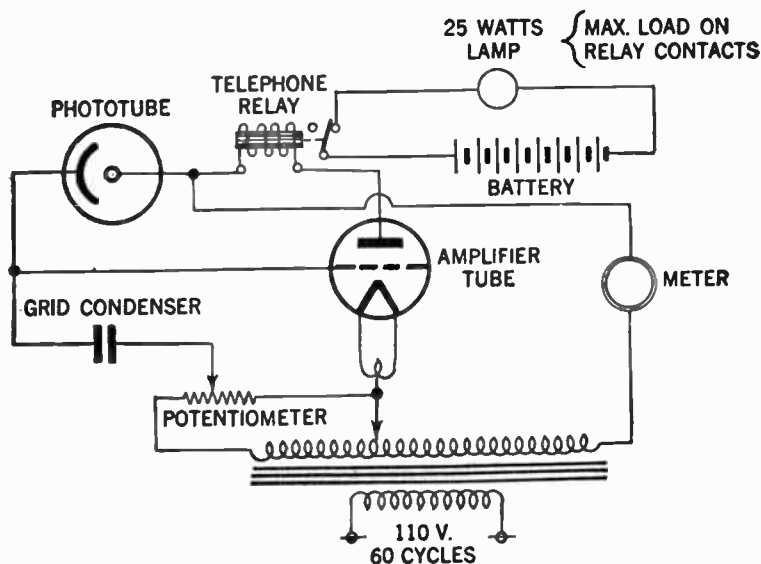 25 WATTS
LAMP
MAX. LOAD ON
RELAY CONTACTS
TELEPHONE
RELAY
PHOTOTUBE
BATTERY
AMPLIFIER
TUBE
METER
GRID CONDENSER
POTENTIOMETER
110 V.
60 CYCLES